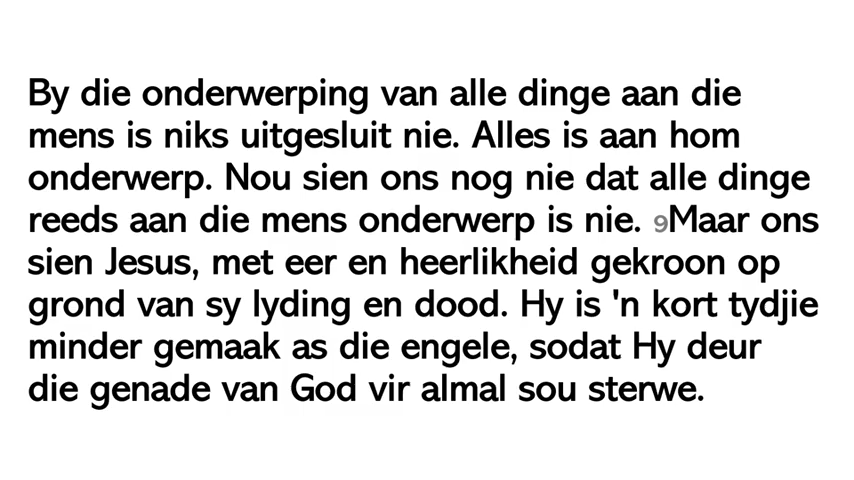 By die onderwerping van alle dinge aan die
mens is niks uitgesluit nie. Alles is aan hom
onderwerp. Nou sien ons nog nie dat alle dinge
reeds aan die mens onderwerp is nie. 9Maar ons
sien Jesus, met eer en heerlikheid gekroon op
grond van sy lyding en dood. Hy is 'n kort tydjie
minder gemaak as die engele, sodat Hy deur
die genade van God vir almal sou sterwe.